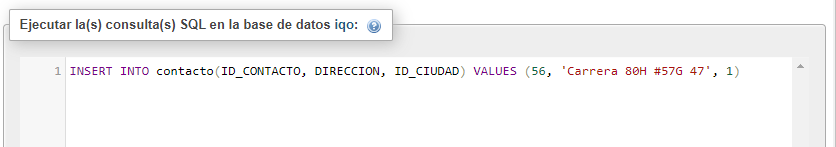 Ejecutar la(s) consulta(s) SQL en la base de datos iqo:
1 INSERT INTO contacto(ID_CONTACTO, DIRECCION, ID_CIUDAD) VALUES (56, 'Carrera 80H #57G 47', 1)